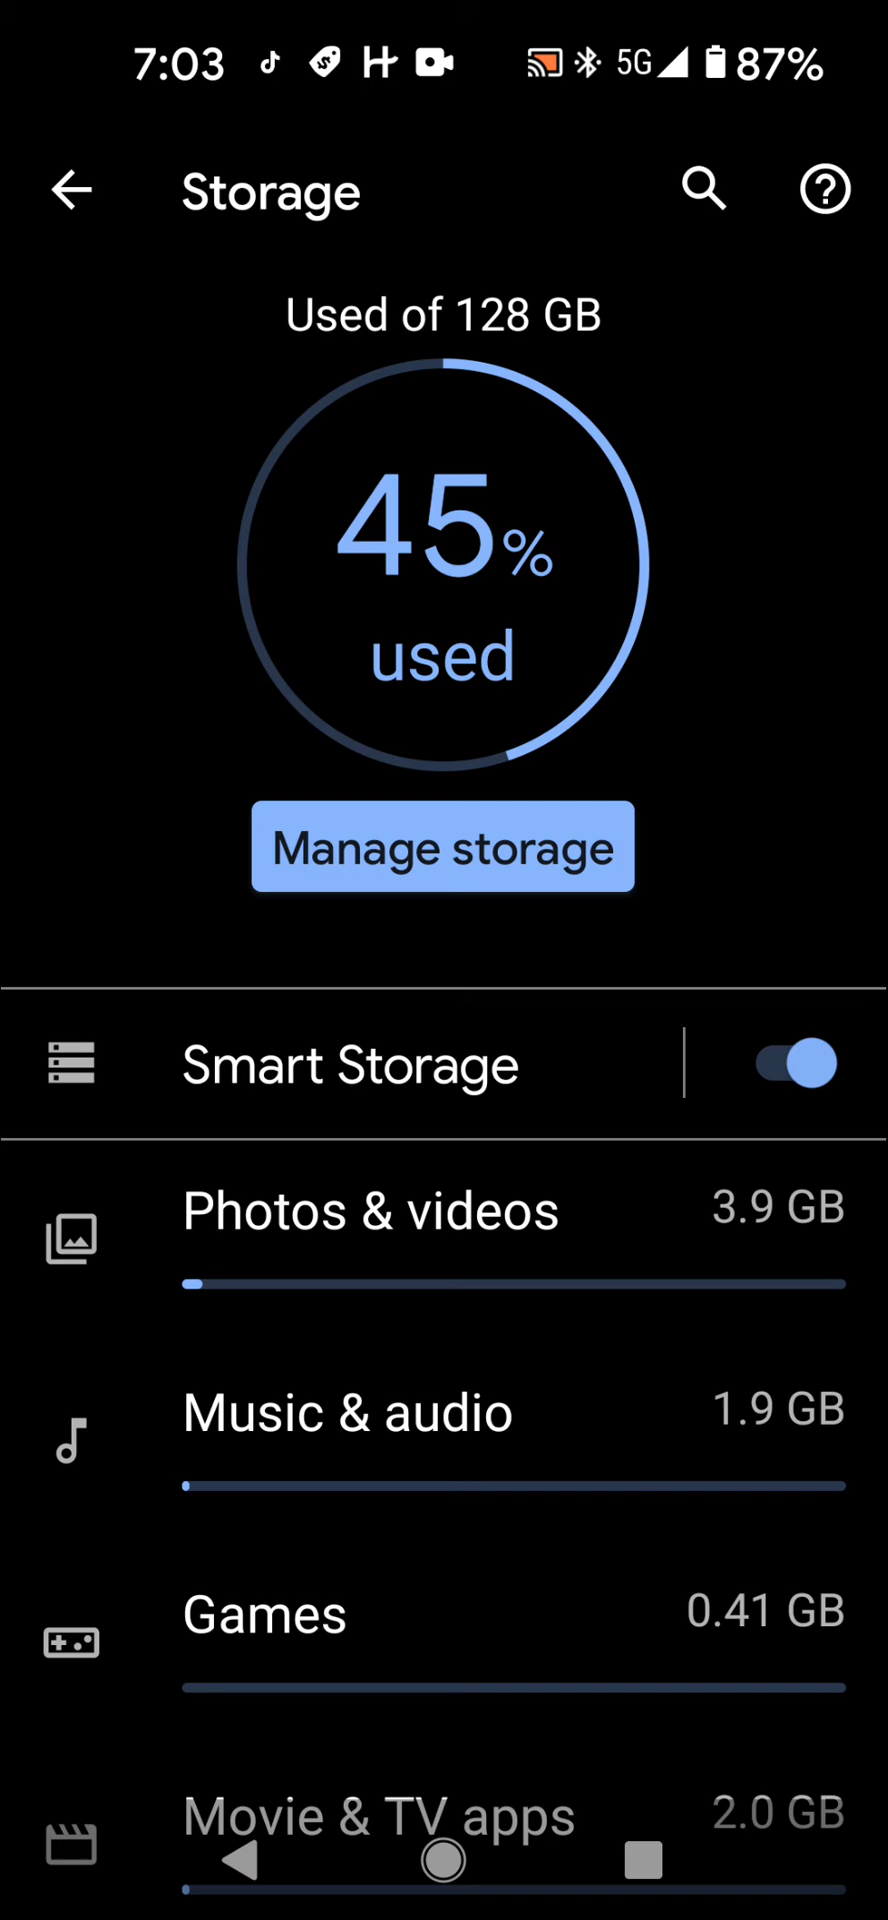 7:03 5G 87%
Storage
Used of 128 GB
45%
used
Manage storage
Smart Storage
Photos & videos 3.9 GB
Music & audio 1.9 GB
Games 0.41 GB
Movie & TV apps 2.0 GB